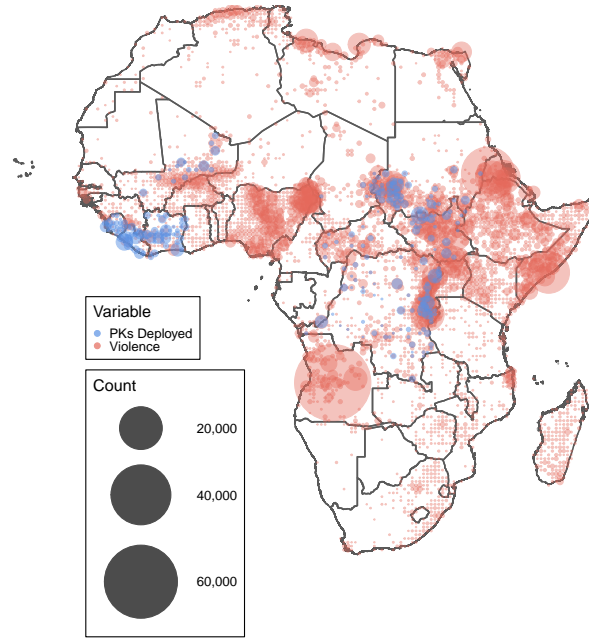 Variable
PKs Deployed
Violence
Count
20,000
40,000
60,000